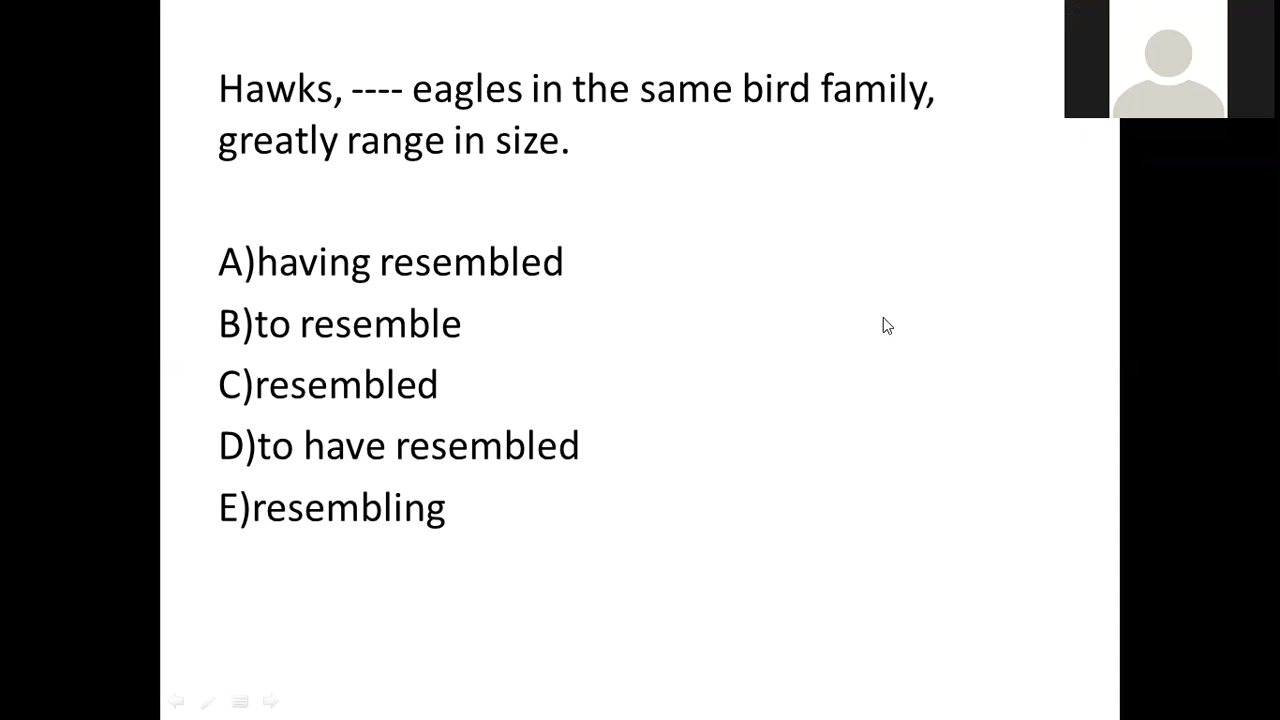 Hawks, ---- eagles in the same bird family,
greatly range in size.
A)having resembled
B)to resemble
C)resembled
D)to have resembled
E)resembling